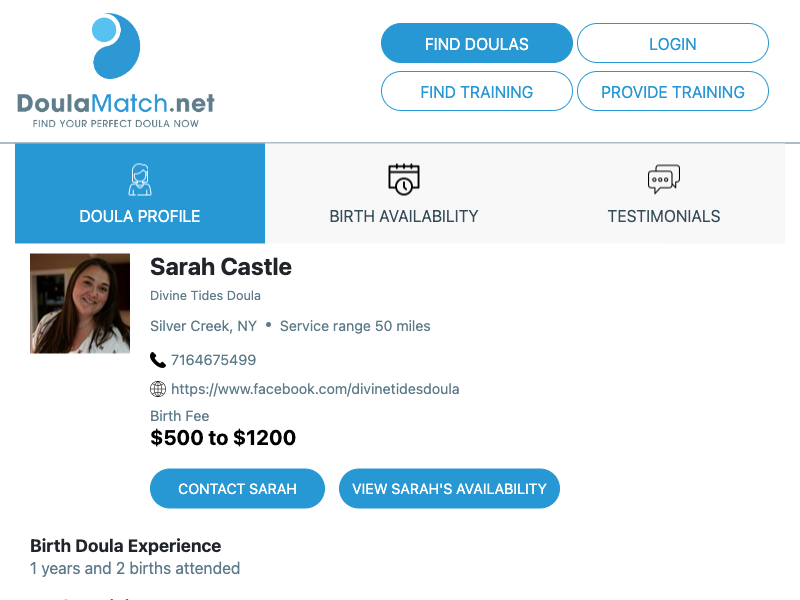 DoulaMatch.net
FIND YOUR PERFECT DOULA NOW
FIND DOULAS
LOGIN
FIND TRAINING
PROVIDE TRAINING
DOULA PROFILE
BIRTH AVAILABILITY
TESTIMONIALS
Sarah Castle
Divine Tides Doula
Silver Creek, NY • Service range 50 miles
7164675499
https://www.facebook.com/divinetidesdoula
Birth Fee
$500 to $1200
CONTACT SARAH
VIEW SARAH'S AVAILABILITY
Birth Doula Experience
1 years and 2 births attended